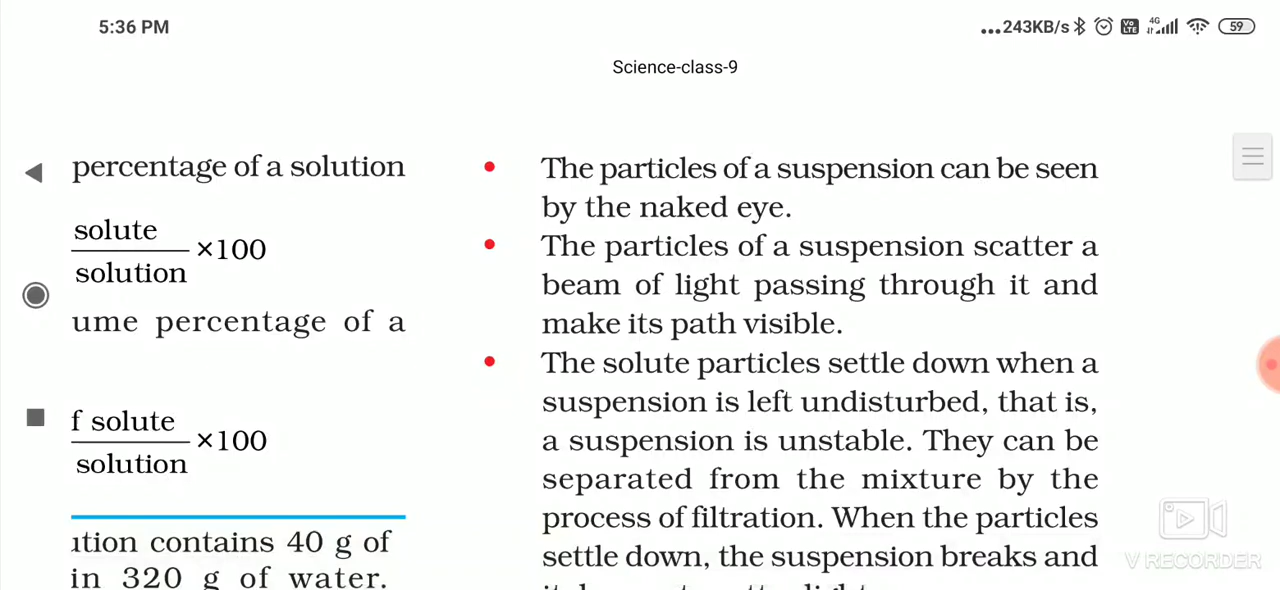 5:36 PM
...243KB/s
Vo
LTE
4G
59
Science-class-9
percentage of a solution
solute
solution
×100
ume percentage of a
f solute
solution
×100
ution contains 40 g of
in 320 g of water.
• The particles of a suspension can be seen
by the naked eye.
• The particles of a suspension scatter a
beam of light passing through it and
make its path visible.
• The solute particles settle down when a
suspension is left undisturbed, that is,
a suspension is unstable. They can be
separated from the mixture by the
process of filtration. When the particles
settle down, the suspension breaks and
V RECORDER